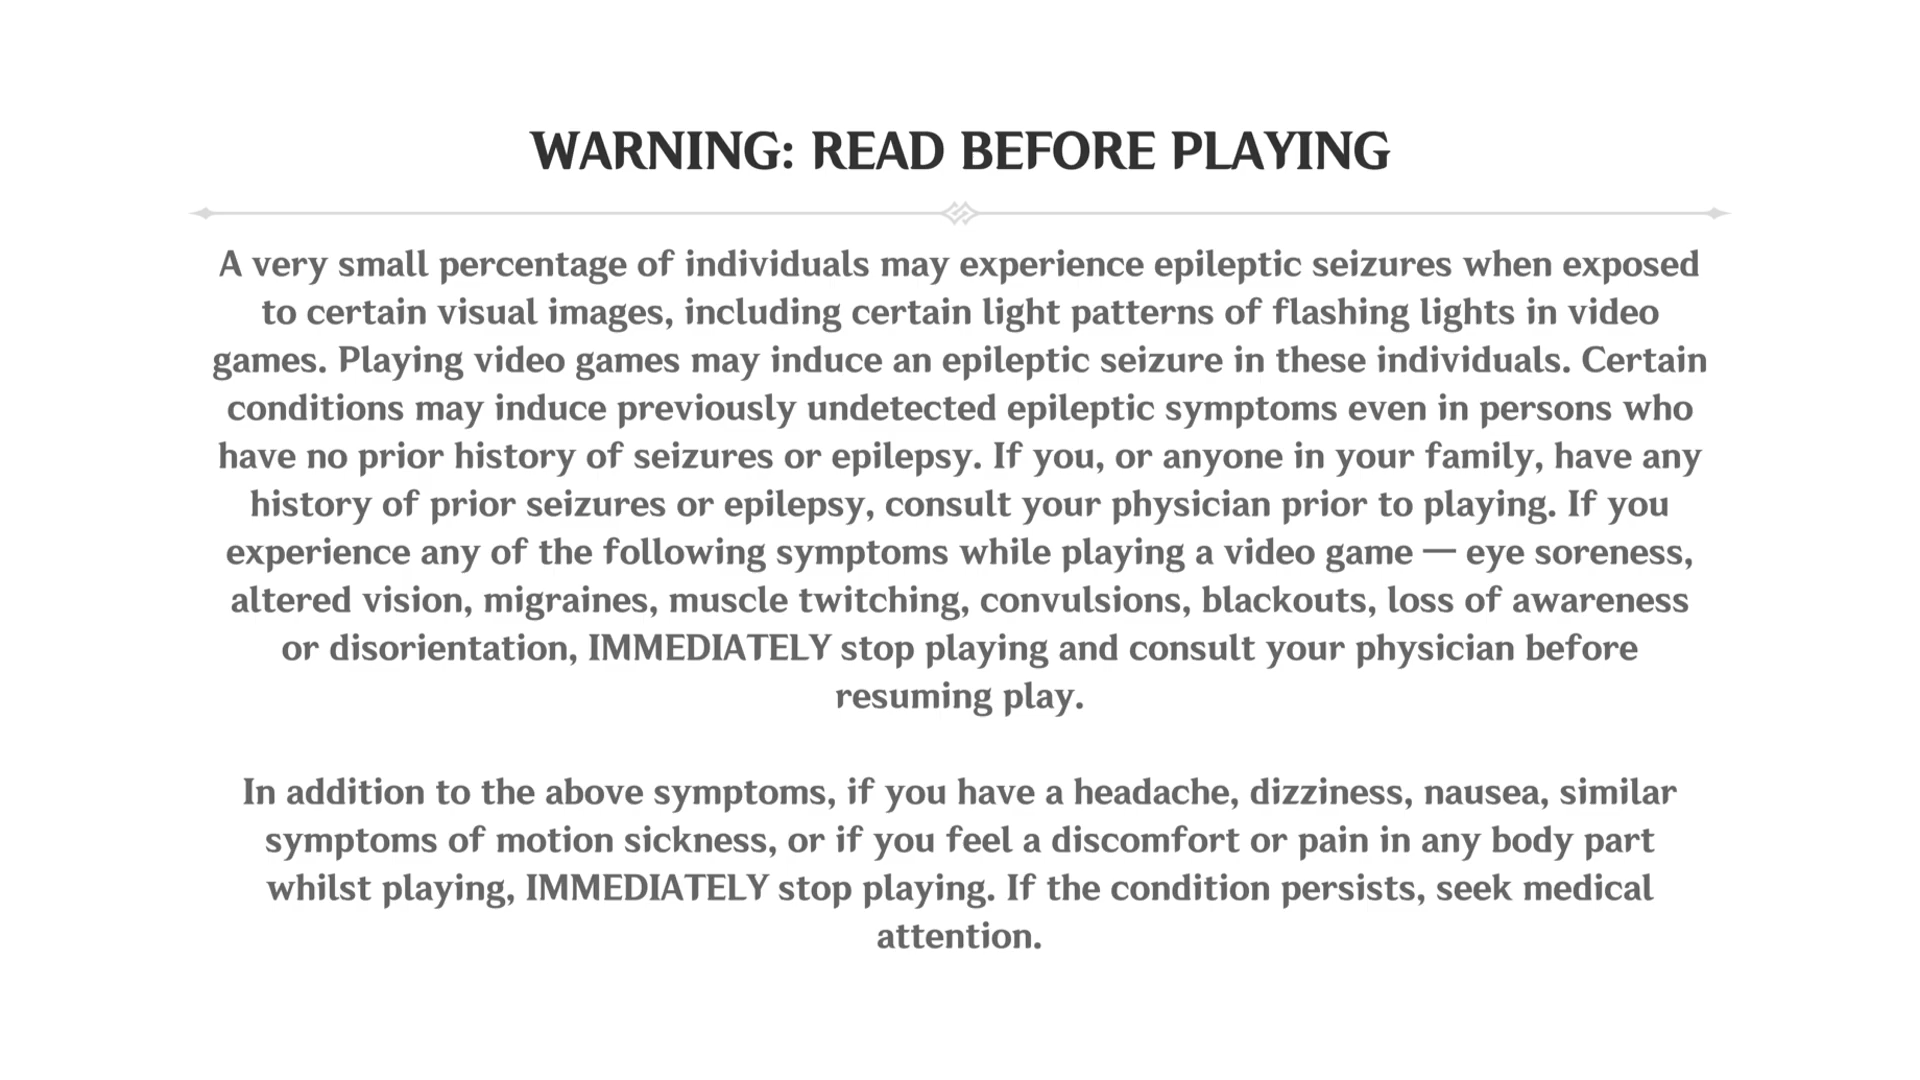 WARNING: READ BEFORE PLAYING
A very small percentage of individuals may experience epileptic seizures when exposed
to certain visual images, including certain light patterns of flashing lights in video
games. Playing video games may induce an epileptic seizure in these individuals. Certain
conditions may induce previously undetected epileptic symptoms even in persons who
have no prior history of seizures or epilepsy. If you, or anyone in your family, have any
history of prior seizures or epilepsy, consult your physician prior to playing. If you
experience any of the following symptoms while playing a video game — eye soreness,
altered vision, migraines, muscle twitching, convulsions, blackouts, loss of awareness
or disorientation, IMMEDIATELY stop playing and consult your physician before
resuming play.
In addition to the above symptoms, if you have a headache, dizziness, nausea, similar
symptoms of motion sickness, or if you feel a discomfort or pain in any body part
whilst playing, IMMEDIATELY stop playing. If the condition persists, seek medical
attention.